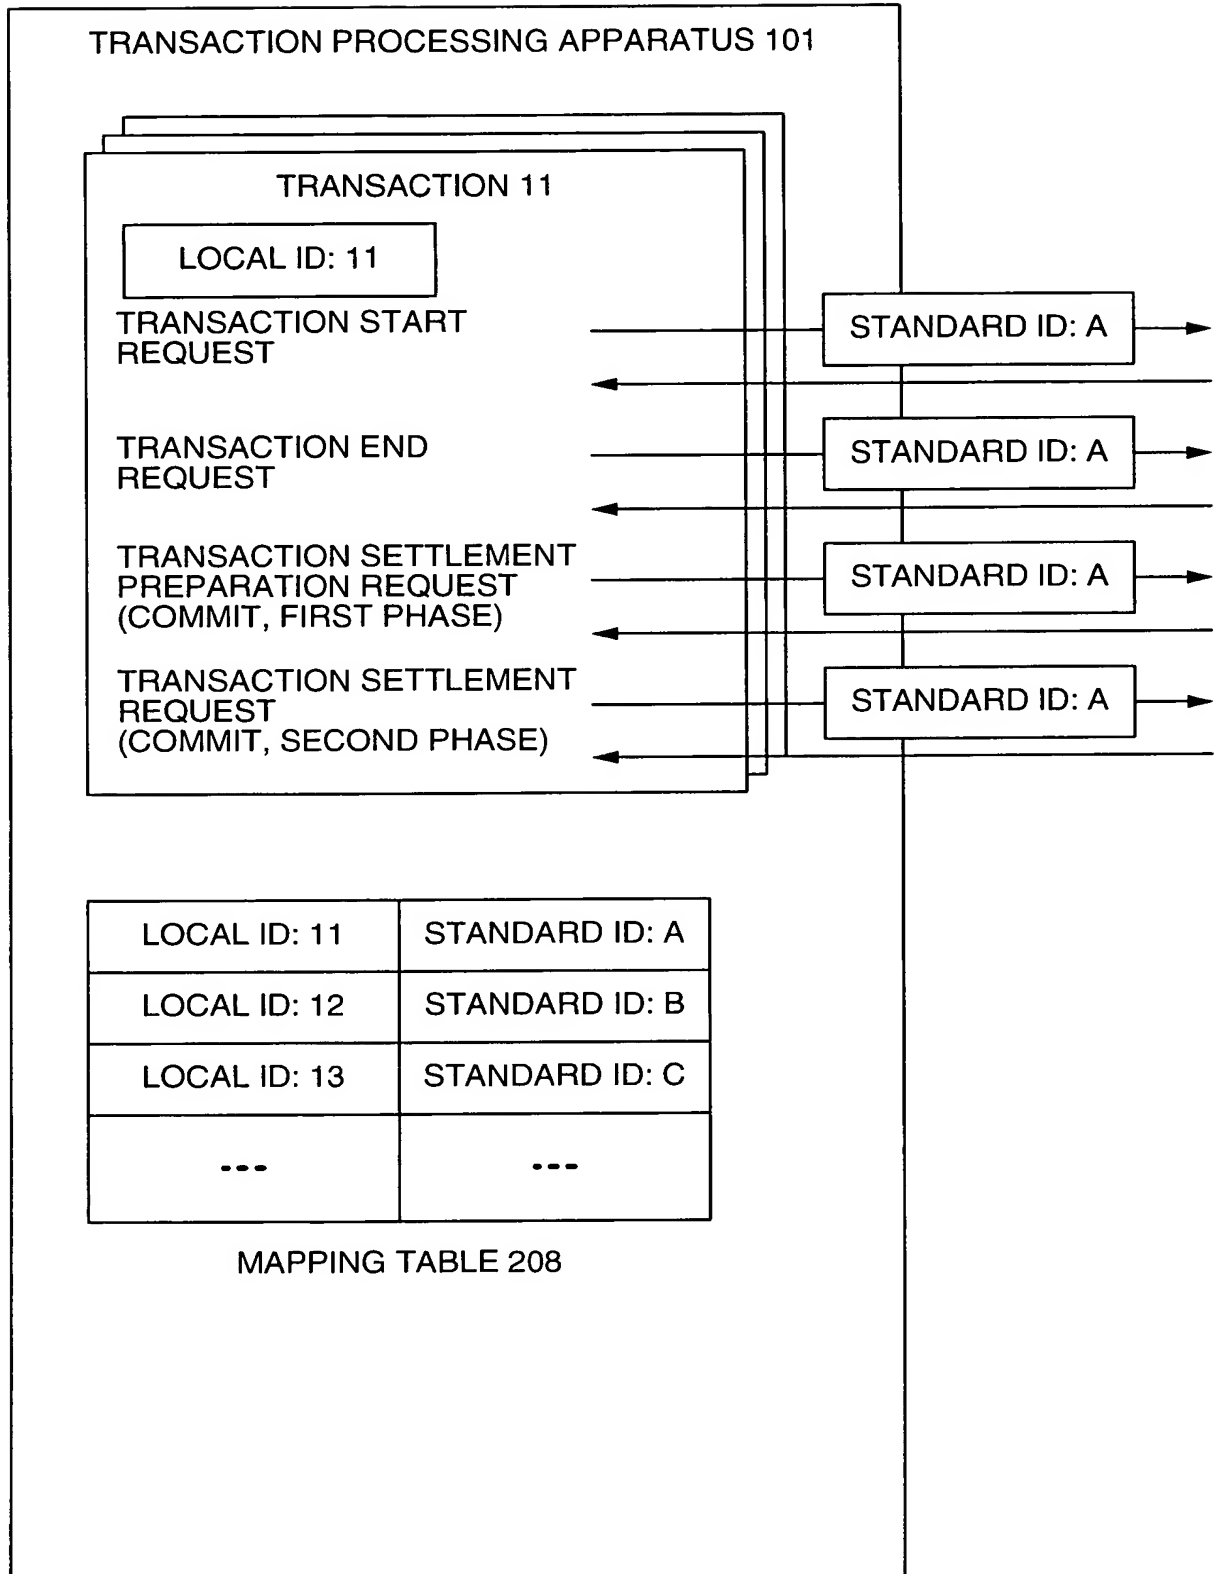 TRANSACTION PROCESSING APPARATUS 101
TRANSACTION 11
LOCAL ID: 11
TRANSACTION START
REQUEST
STANDARD ID: A
TRANSACTION END
REQUEST
STANDARD ID: A
TRANSACTION SETTLEMENT
PREPARATION REQUEST
(COMMIT, FIRST PHASE)
STANDARD ID: A
TRANSACTION SETTLEMENT
REQUEST
(COMMIT, SECOND PHASE)
STANDARD ID: A
LOCAL ID: 11 STANDARD ID: A
LOCAL ID: 12 STANDARD ID: B
LOCAL ID: 13 STANDARD ID: C
--- ---
MAPPING TABLE 208